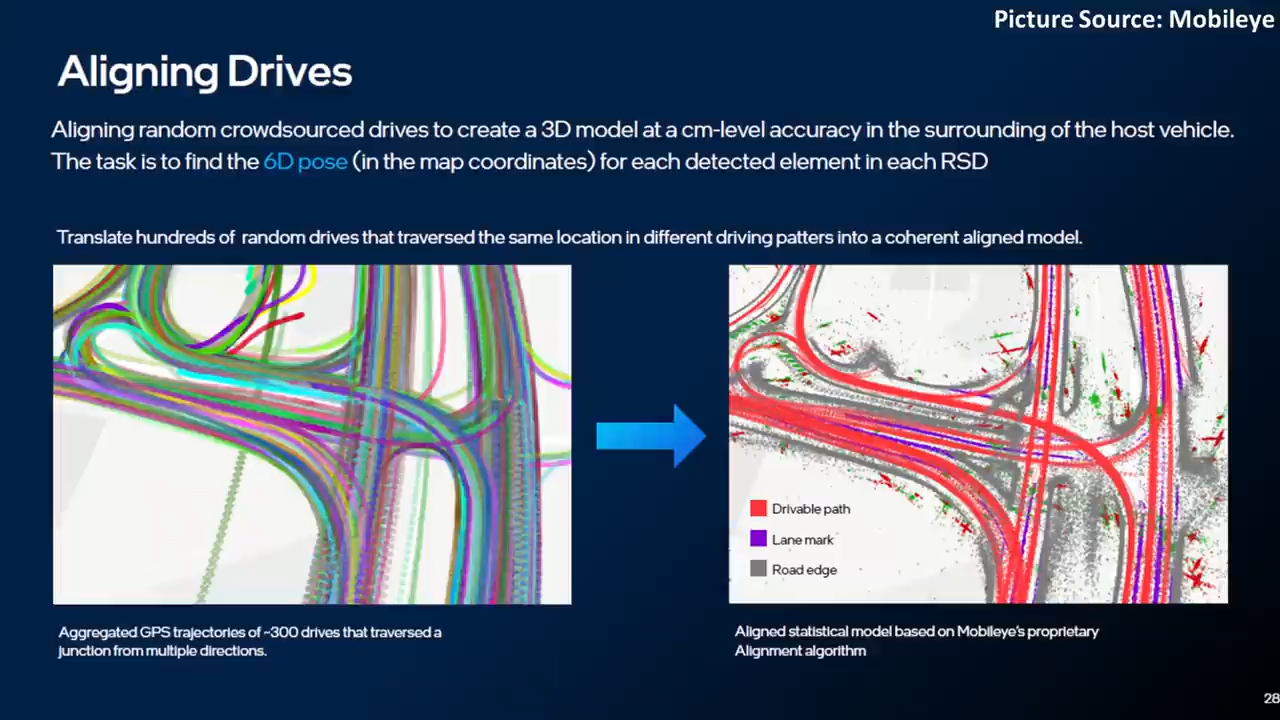 Picture Source: Mobileye
Aligning Drives
Aligning random crowdsourced drives to create a 3D model at a cm-level accuracy in the surrounding of the host vehicle.
The task is to find the 6D pose (in the map coordinates) for each detected element in each RSD
Translate hundreds of random drives that traversed the same location in different driving patters into a coherent aligned model.
Drivable path
Lane mark
Road edge
Aggregated GPS trajectories of ~300 drives that traversed a
junction from multiple directions.
Aligned statistical model based on Mobileye's proprietary
Alignment algorithm
28